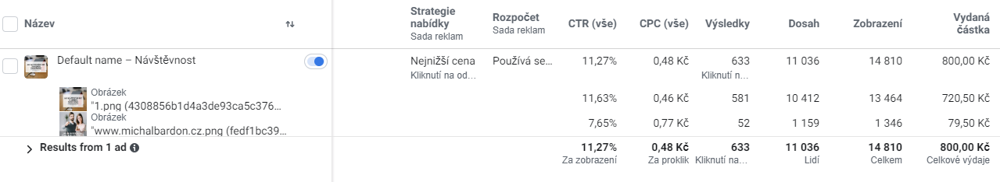 Název
Strategie nabídky
Sada reklam
Rozpočet
Sada reklam
CTR (vše)
CPC (vše)
Výsledky
Dosah
Zobrazení
Vydaná částka
Default name – Návštěvnost
Nejnižší cena
Kliknutí na od…
Používá se…
11,27%
0,48 Kč
633
Kliknutí n…
11 036
14 810
800,00 Kč
Obrázek
"1.png (4308856b1d4a3de93ca5c376…
11,63%
0,46 Kč
581
10 412
13 464
720,50 Kč
Obrázek
"www.michalbardon.cz.png (fedf1bc39…
7,65%
0,77 Kč
52
1 159
1 346
79,50 Kč
Results from 1 ad
11,27%
Za zobrazení
0,48 Kč
Za proklik
633
Kliknutí na…
11 036
Lidí
14 810
Celkem
800,00 Kč
Celkové výdaje